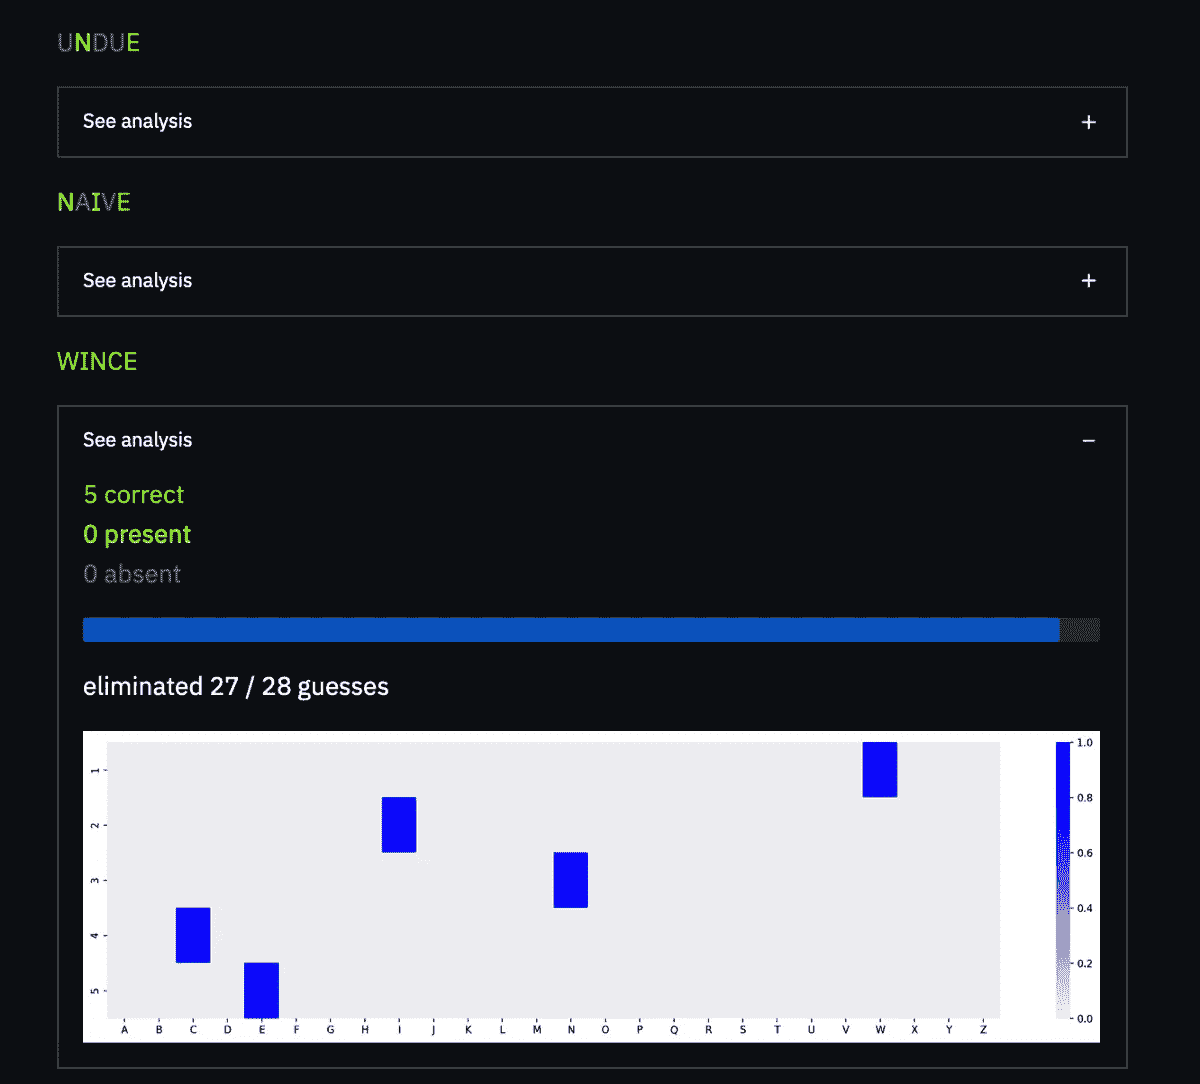 UNDUE
See analysis +
NAIVE
See analysis +
WINCE
See analysis −
5 correct
0 present
0 absent
eliminated 27 / 28 guesses
1.0
1
0.8
2
0.6
3
0.4
4
0.2
5
0.0
A B C D E F G H I J K L M N O P Q R S T U V W X Y Z